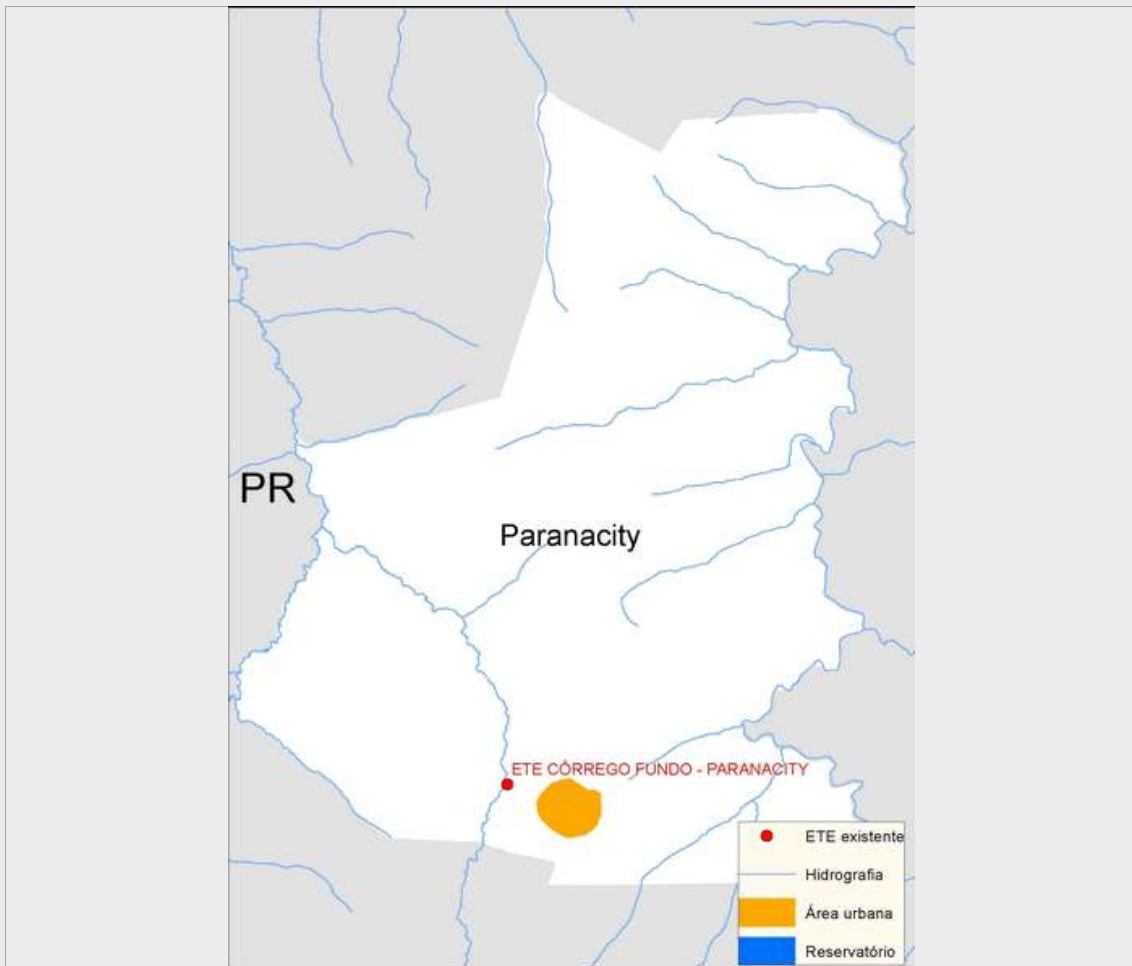 PR
Paranacity
ETE CÓRREGO FUNDO - PARANACITY
ETE existente
Hidrografia
Área urbana
Reservatório